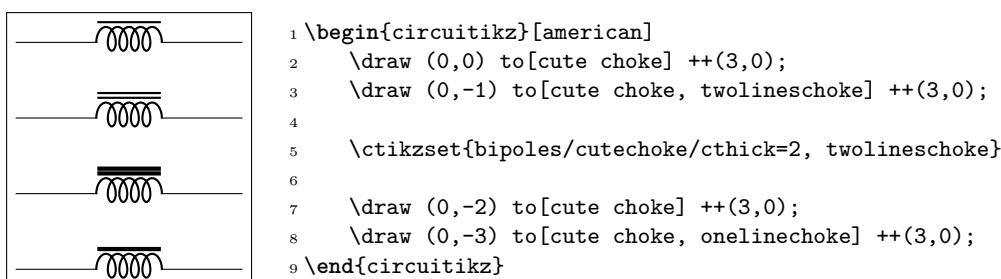 1 \begin{circuitikz}[american]
2 \draw (0,0) to[cute choke] ++(3,0);
3 \draw (0,-1) to[cute choke, twolineschoke] ++(3,0);
4
5 \ctikzset{bipoles/cutechoke/cthick=2, twolineschoke}
6
7 \draw (0,-2) to[cute choke] ++(3,0);
8 \draw (0,-3) to[cute choke, onelinechoke] ++(3,0);
9 \end{circuitikz}